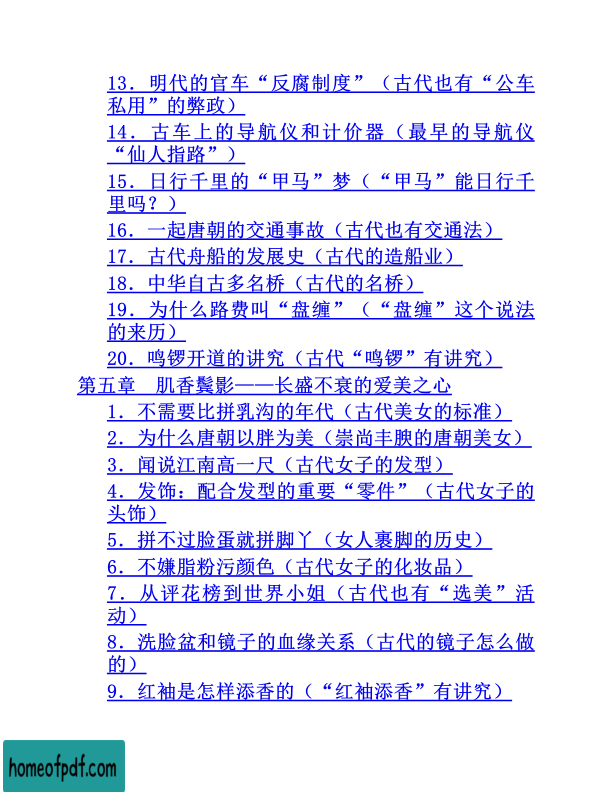 13．明代的官车“反腐制度”（古代也有“公车
私用”的弊政）
14．古车上的导航仪和计价器（最早的导航仪
“仙人指路”）
15．日行千里的“甲马”梦（“甲马”能日行千
里吗？）
16．一起唐朝的交通事故（古代也有交通法）
17．古代舟船的发展史（古代的造船业）
18．中华自古多名桥（古代的名桥）
19．为什么路费叫“盘缠”（“盘缠”这个说法
的来历）
20．鸣锣开道的讲究（古代“鸣锣”有讲究）
第五章　肌香鬓影——长盛不衰的爱美之心
1．不需要比拼乳沟的年代（古代美女的标准）
2．为什么唐朝以胖为美（崇尚丰腴的唐朝美女）
3．闻说江南高一尺（古代女子的发型）
4．发饰：配合发型的重要“零件”（古代女子的
头饰）
5．拼不过脸蛋就拼脚丫（女人裹脚的历史）
6．不嫌脂粉污颜色（古代女子的化妆品）
7．从评花榜到世界小姐（古代也有“选美”活
动）
8．洗脸盆和镜子的血缘关系（古代的镜子怎么做
的）
9．红袖是怎样添香的（“红袖添香”有讲究）
homeofpdf.com